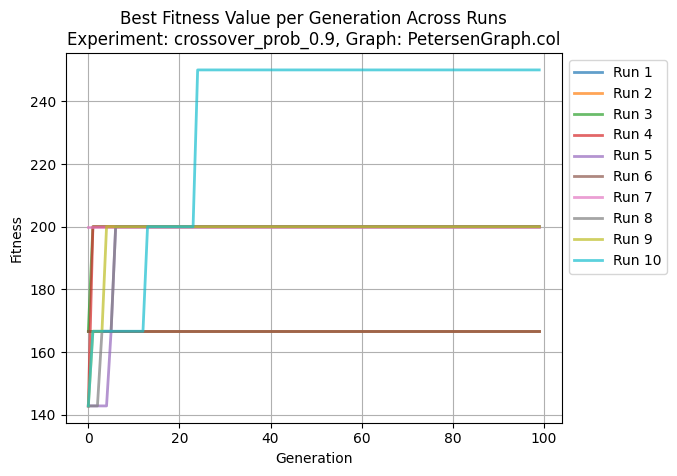 Best Fitness Value per Generation Across Runs
Experiment: crossover_prob_0.9, Graph: PetersenGraph.col
Fitness
240
220
200
180
160
140
0
20
40
60
80
100
Generation
Run 1
Run 2
Run 3
Run 4
Run 5
Run 6
Run 7
Run 8
Run 9
Run 10